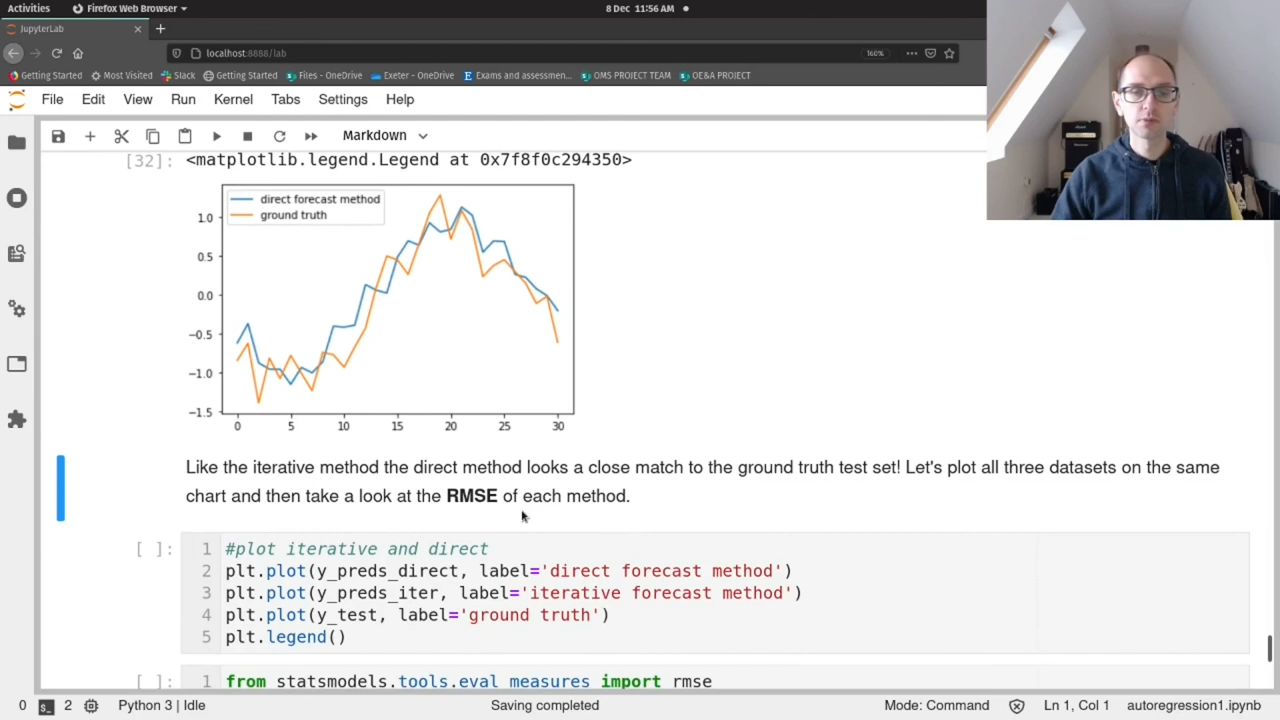 Activities
Firefox Web Browser
8 Dec 11:56 AM
JupyterLab
localhost:8888/lab
160%
Getting Started
Most Visited
Slack
Getting Started
Files - OneDrive
Exeter - OneDrive
Exams and assessmen...
OMS PROJECT TEAM
OE&A PROJECT
File Edit View Run Kernel Tabs Settings Help
Markdown
[32]: <matplotlib.legend.Legend at 0x7f8f0c294350>
direct forecast method
ground truth
1.0
0.5
0.0
−0.5
−1.0
−1.5
0 5 10 15 20 25 30
Like the iterative method the direct method looks a close match to the ground truth test set! Let's plot all three datasets on the same
chart and then take a look at the RMSE of each method.
[ ]: 1 #plot iterative and direct
2 plt.plot(y_preds_direct, label='direct forecast method')
3 plt.plot(y_preds_iter, label='iterative forecast method')
4 plt.plot(y_test, label='ground truth')
5 plt.legend()
[ ]: 1 from statsmodels.tools.eval_measures import rmse
0 2 Python 3 | Idle Saving completed Mode: Command Ln 1, Col 1 autoregression1.ipynb